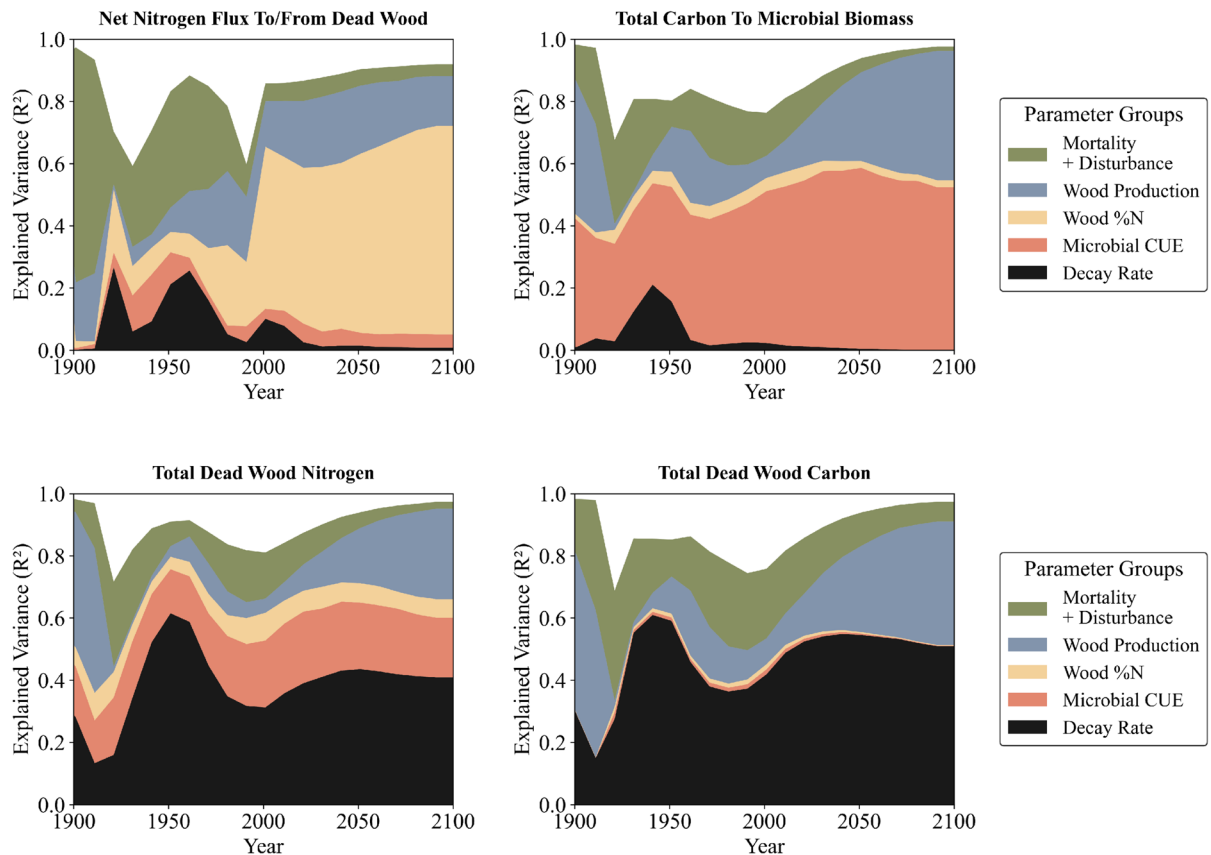 Net Nitrogen Flux To/From Dead Wood
Explained Variance (R²)
1.0
0.8
0.6
0.4
0.2
0.0
1900 1950 2000 2050 2100
Year
Total Carbon To Microbial Biomass
Explained Variance (R²)
1.0
0.8
0.6
0.4
0.2
0.0
1900 1950 2000 2050 2100
Year
Parameter Groups
Mortality
+ Disturbance
Wood Production
Wood %N
Microbial CUE
Decay Rate
Total Dead Wood Nitrogen
Explained Variance (R²)
1.0
0.8
0.6
0.4
0.2
0.0
1900 1950 2000 2050 2100
Year
Total Dead Wood Carbon
Explained Variance (R²)
1.0
0.8
0.6
0.4
0.2
0.0
1900 1950 2000 2050 2100
Year
Parameter Groups
Mortality
+ Disturbance
Wood Production
Wood %N
Microbial CUE
Decay Rate